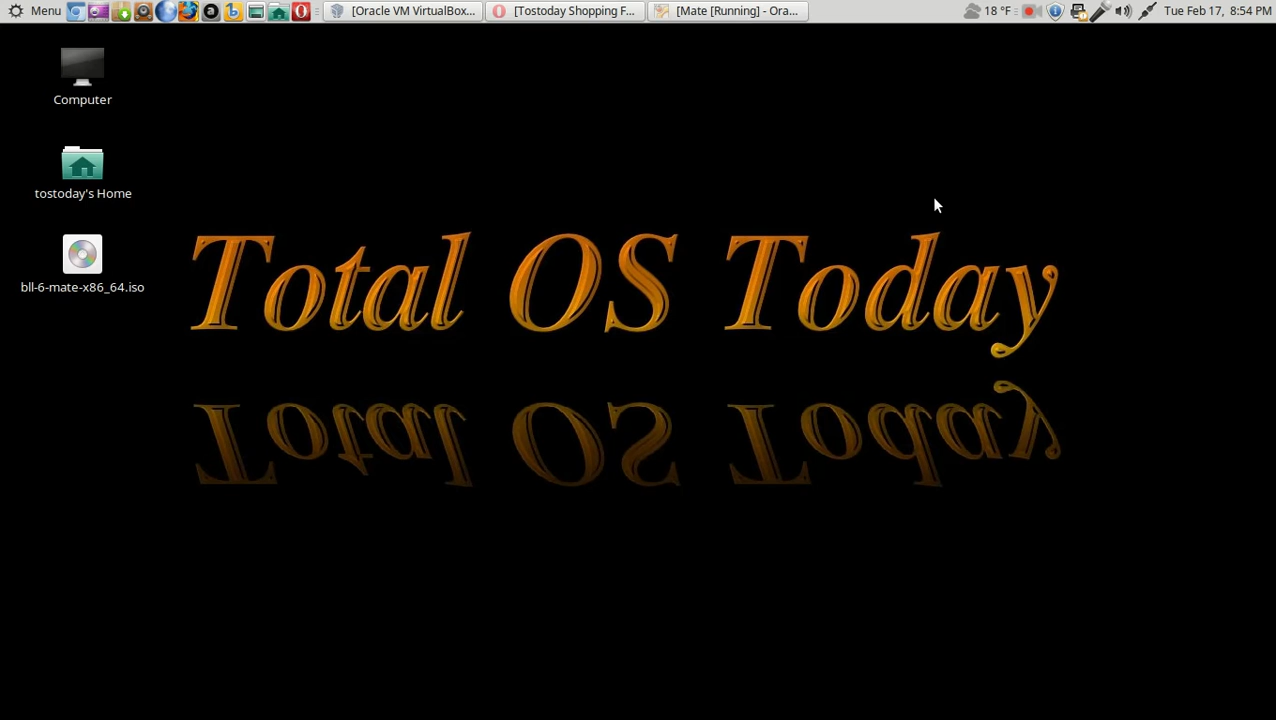 Menu
[Oracle VM VirtualBox...
[Tostoday Shopping F...
[Mate [Running] - Ora...
18 °F
Tue Feb 17, 8:54 PM
Computer
tostoday's Home
bll-6-mate-x86_64.iso
Total OS Today